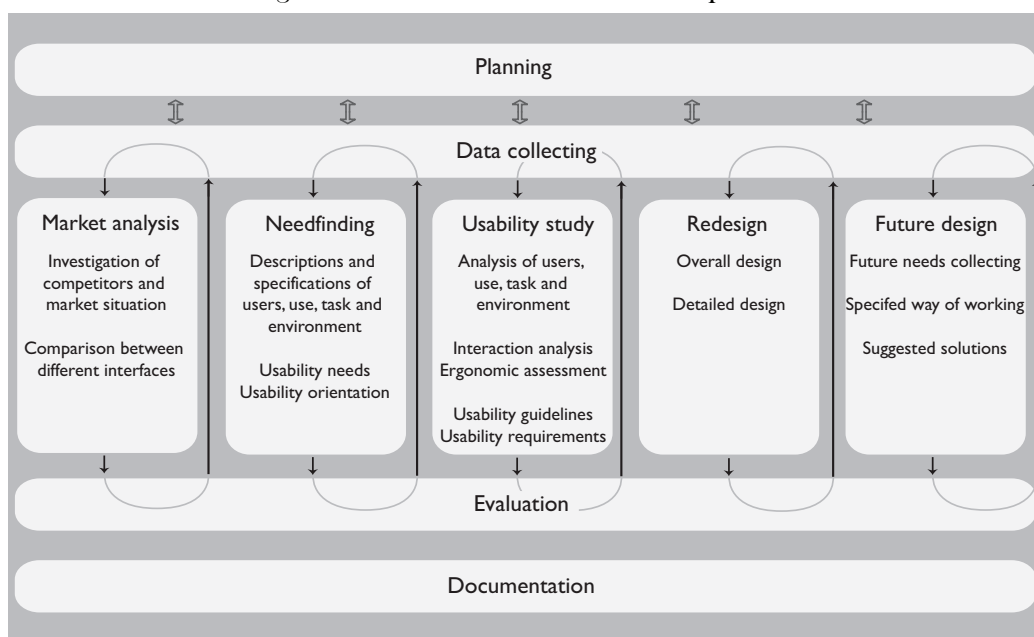 Planning
Data collecting
Market analysis
Investigation of
competitors and
market situation
Comparison between
different interfaces
Needfinding
Descriptions and
specifications of
users, use, task and
environment
Usability needs
Usability orientation
Usability study
Analysis of users,
use, task and
environment
Interaction analysis
Ergonomic assessment
Usability guidelines
Usability requirements
Redesign
Overall design
Detailed design
Future design
Future needs collecting
Specifed way of working
Suggested solutions
Evaluation
Documentation